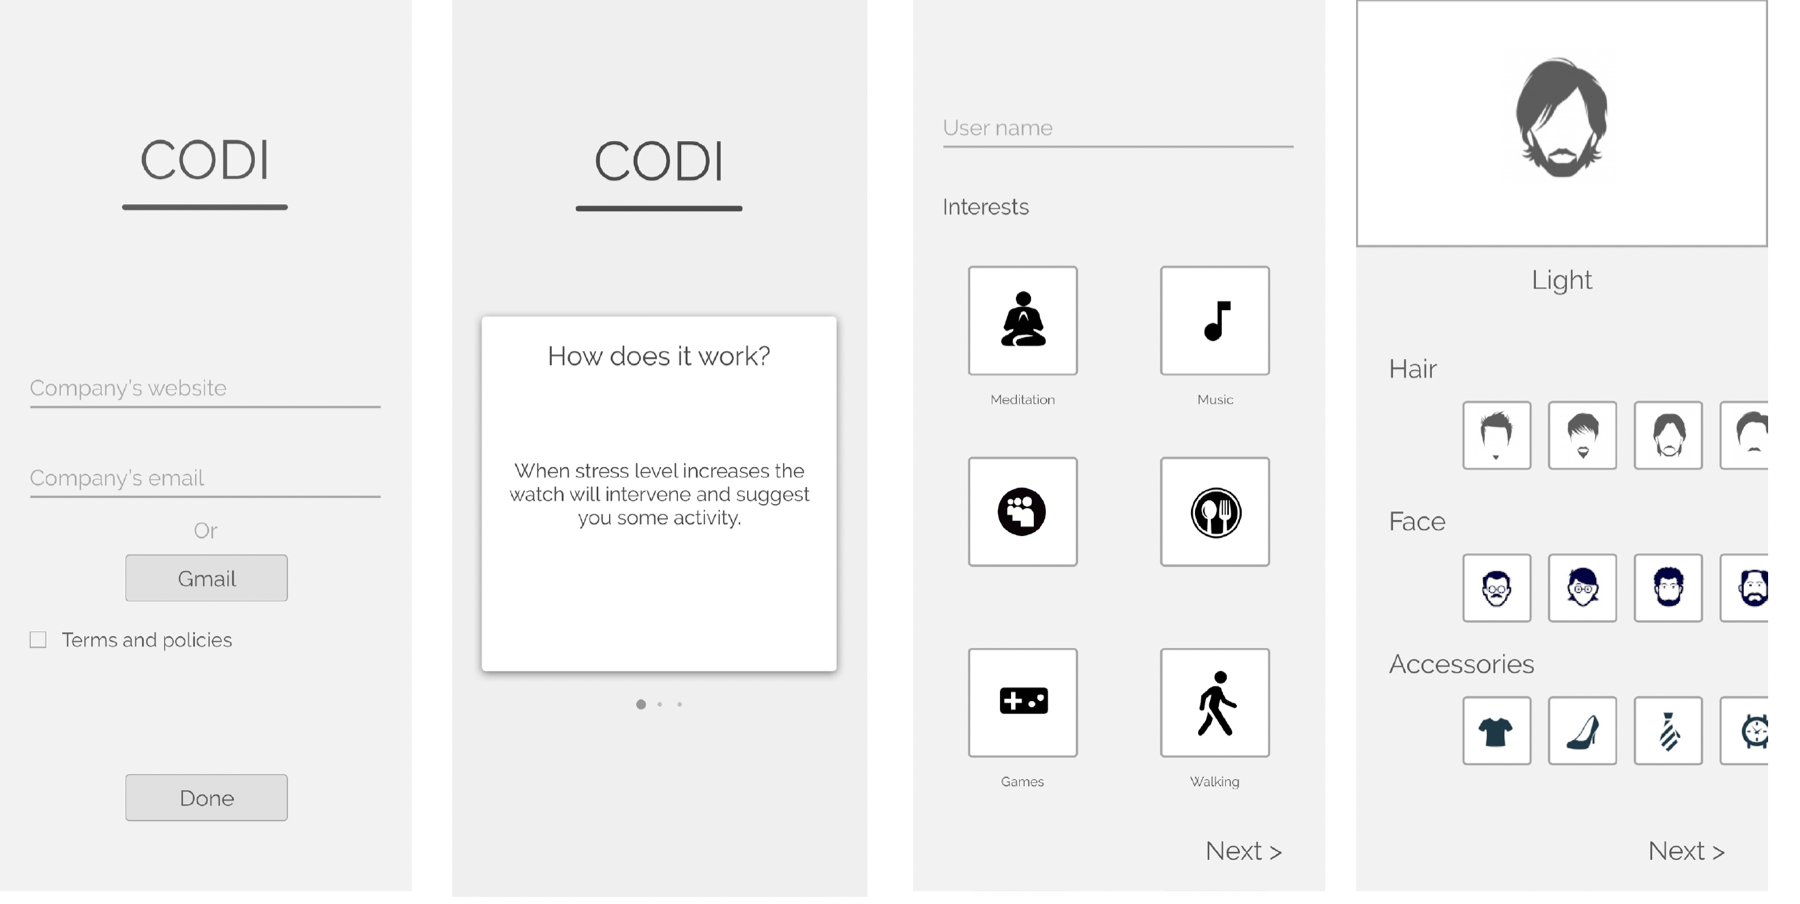 CODI
Company's website
Company's email
Or
Gmail
Terms and policies
Done
CODI
How does it work?
When stress level increases the
watch will intervene and suggest
you some activity.
User name
Interests
Meditation
Music
Games
Walking
Next >
Light
Hair
Face
Accessories
Next >